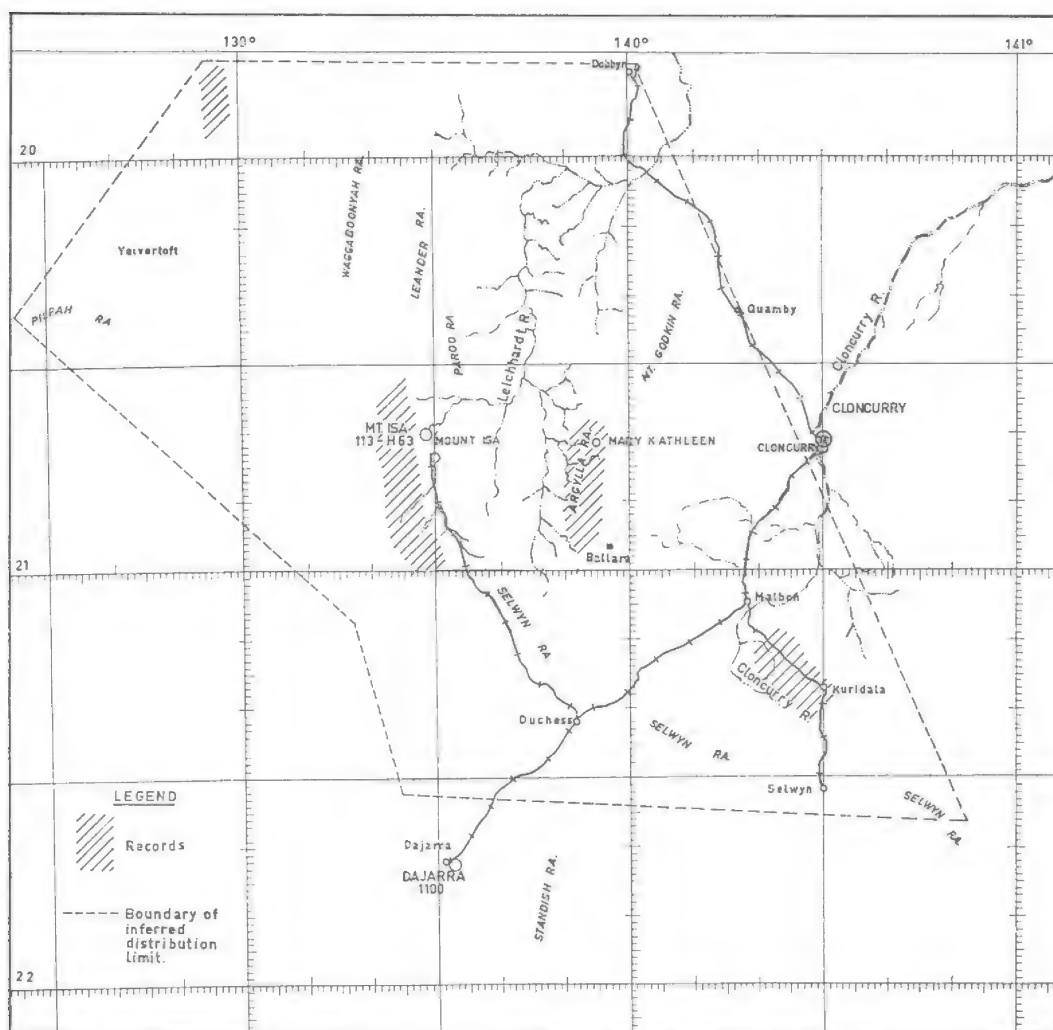 139°
140°
141°
Dobbyn
20
WAGGABOONYAH RA.
LEANDER RA.
Yelvertoft
PILPAH RA
PAROO RA
Leichhardt R.
MT. GODKIN RA.
Quamby
Cloncurry R.
CLONCURRY
CLONCURRY
MT. ISA
MOUNT ISA
ARGYLLA RA.
MARY KATHLEEN
Ballara
21
SELWYN RA
Malbon
Cloncurry R.
Kuridala
Duchess
SELWYN RA.
Selwyn
SELWYN RA.
LEGEND
Records
Dajarra
DAJARRA
1100
STANDISH RA.
Boundary of
inferred
distribution
limit.
22